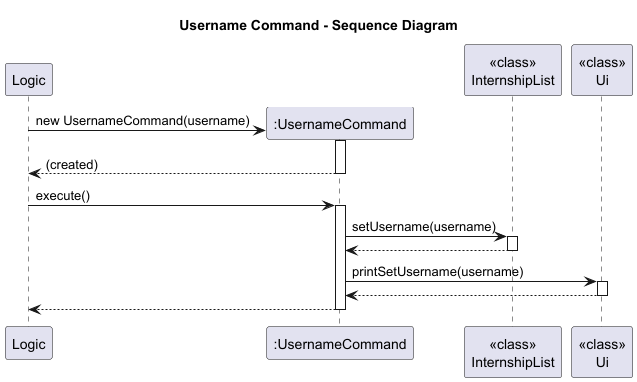 Username Command - Sequence Diagram
«class»
InternshipList
«class»
Ui
Logic
new UsernameCommand(username)
:UsernameCommand
(created)
execute()
setUsername(username)
printSetUsername(username)
Logic
:UsernameCommand
«class»
InternshipList
«class»
Ui